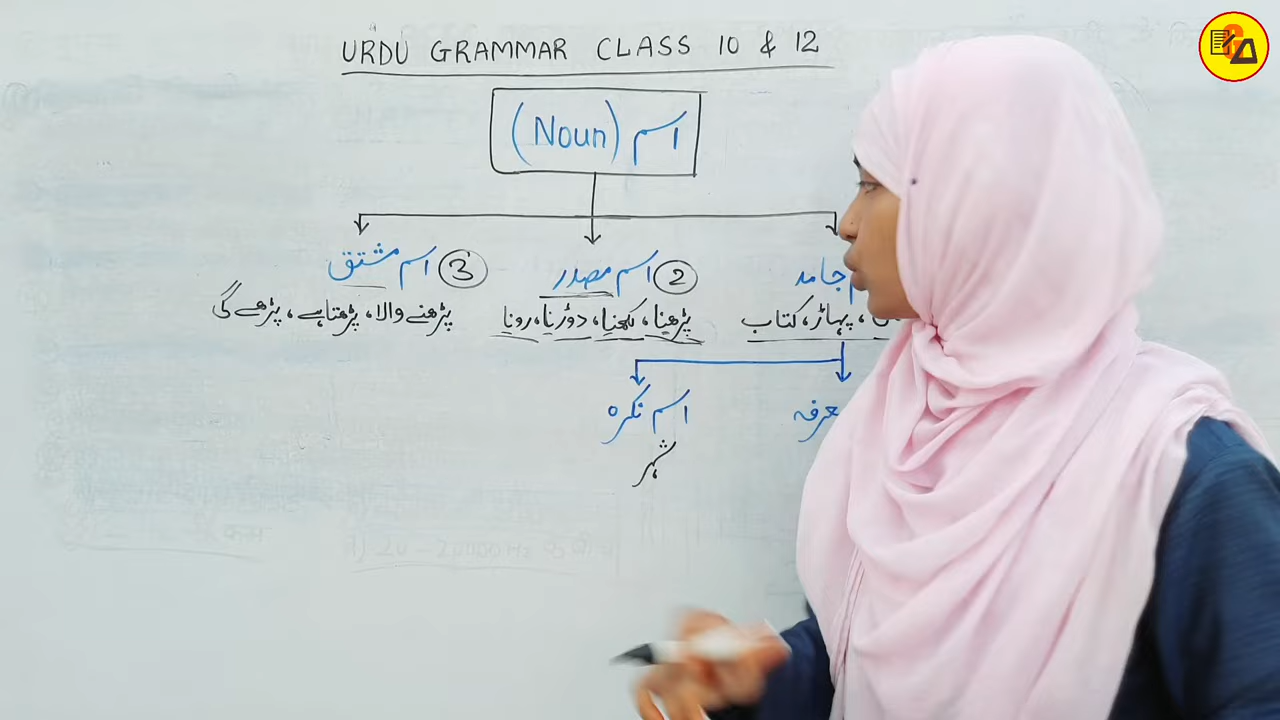 URDU GRAMMAR CLASS 10 & 12
اسم (Noun)
جامد
② اسم مصدر
③ اسم مشتق
پہاڑ، کتاب
پڑھنا، لکھنا، دوڑنا، رونا
پڑھنے والا، پڑھتا ہے، پڑھے گی
اسم نکرہ
شہر